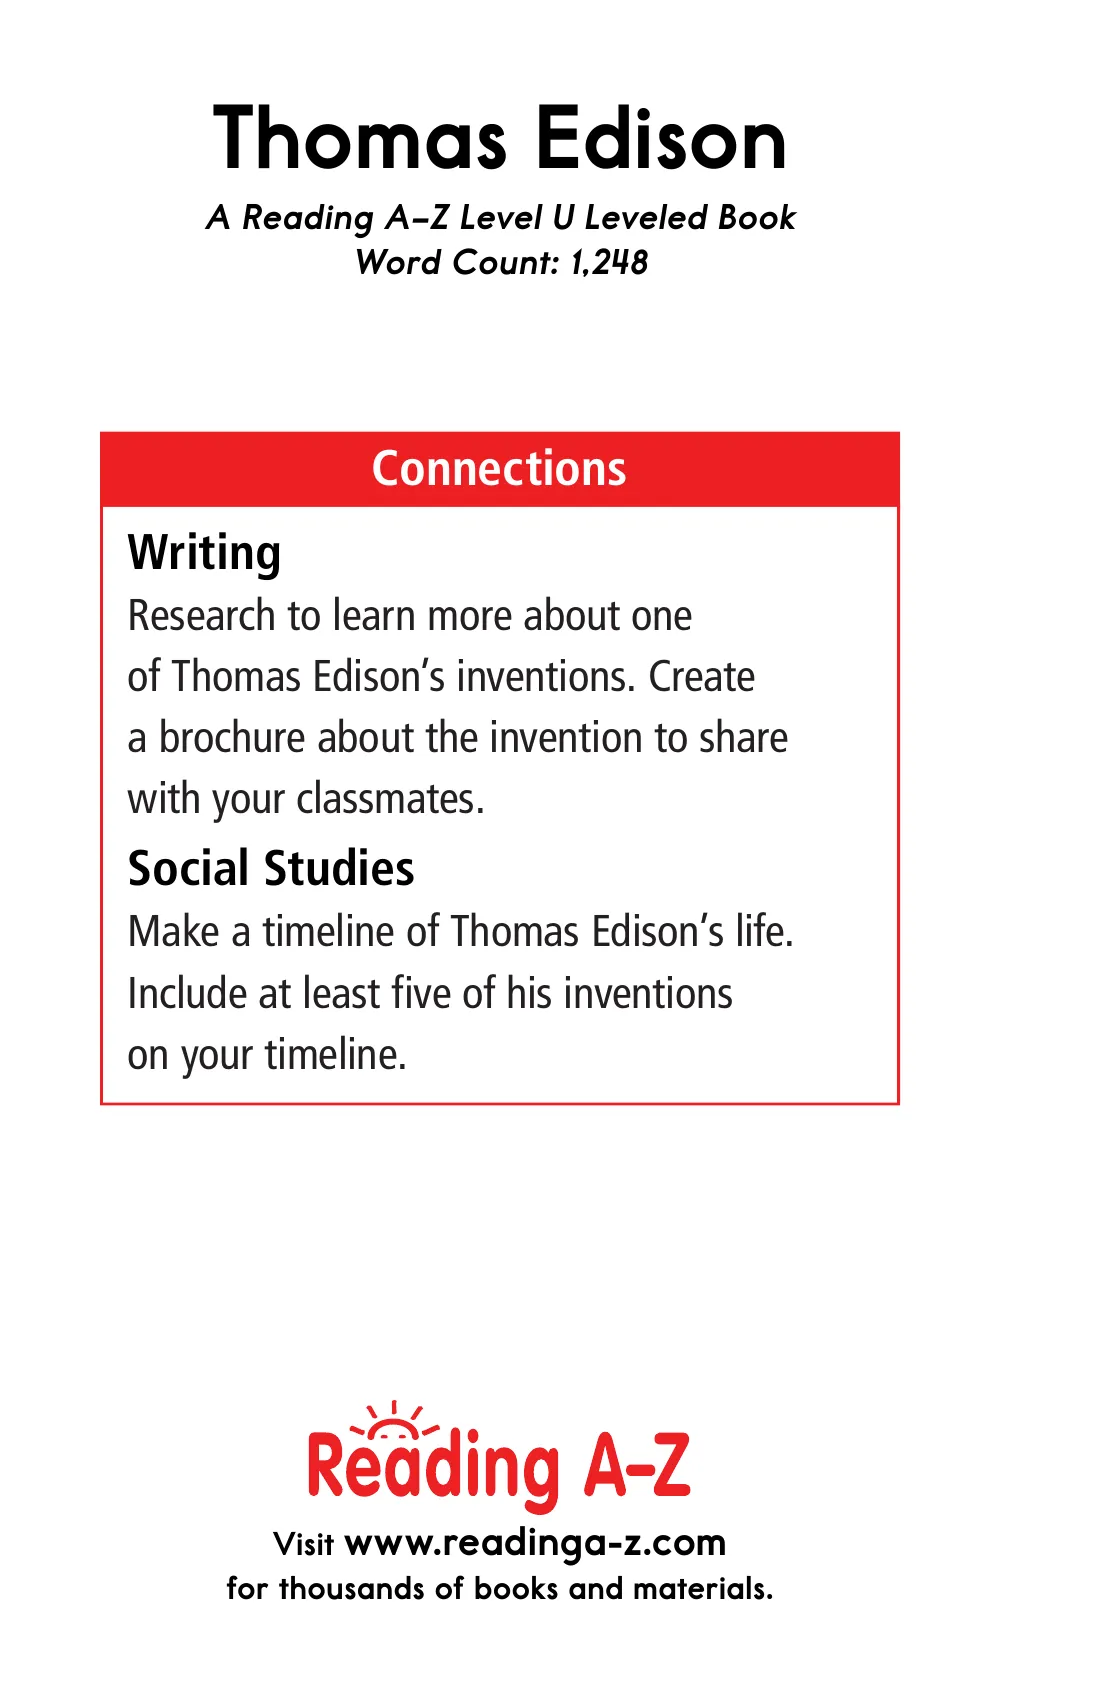 Thomas Edison
A Reading A–Z Level U Leveled Book
Word Count: 1,248
Connections
Writing
Research to learn more about one
of Thomas Edison’s inventions. Create
a brochure about the invention to share
with your classmates.
Social Studies
Make a timeline of Thomas Edison’s life.
Include at least five of his inventions
on your timeline.
Reading A–Z
Visit www.readinga-z.com
for thousands of books and materials.